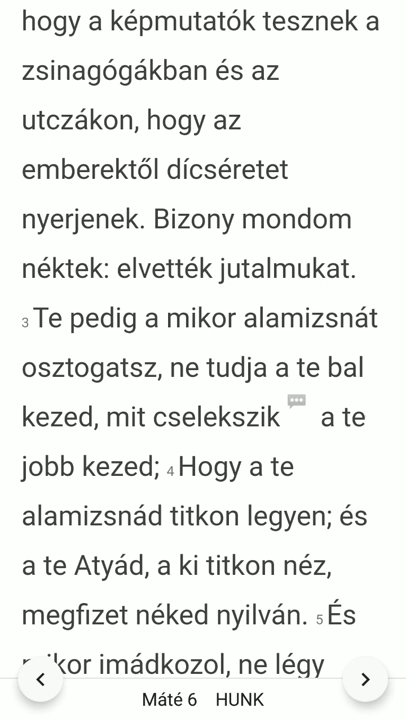 hogy a képmutatók tesznek a
zsinagógákban és az
utczákon, hogy az
emberektől dícséretet
nyerjenek. Bizony mondom
néktek: elvették jutalmukat.
3 Te pedig a mikor alamizsnát
osztogatsz, ne tudja a te bal
kezed, mit cselekszik a te
jobb kezed; 4 Hogy a te
alamizsnád titkon legyen; és
a te Atyád, a ki titkon néz,
megfizet néked nyilván. 5 És
mikor imádkozol, ne légy
Máté 6 HUNK